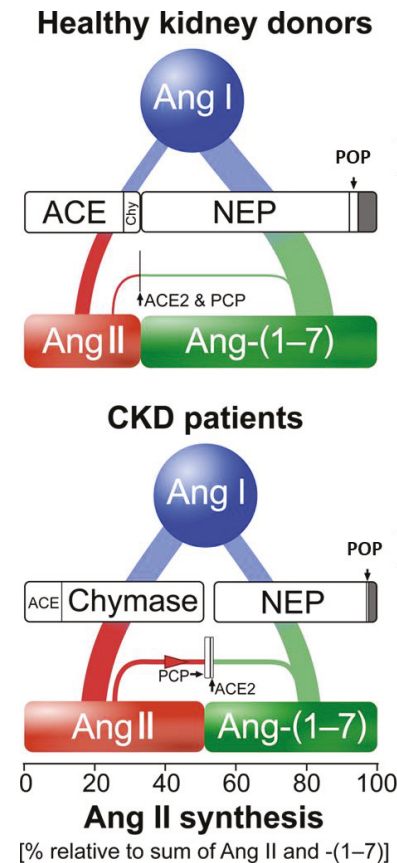 Healthy kidney donors
Ang I
POP
ACE
Chy
NEP
ACE2 & PCP
Ang II
Ang-(1–7)
CKD patients
Ang I
POP
ACE
Chymase
NEP
PCP
ACE2
Ang II
Ang-(1–7)
0 20 40 60 80 100
Ang II synthesis
[% relative to sum of Ang II and -(1–7)]